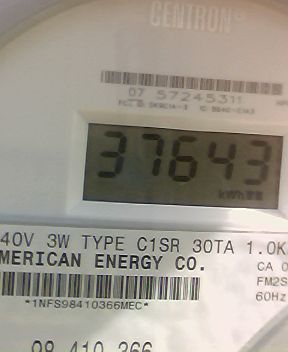 CENTRON
07 57245311
37643
kWh
40V 3W TYPE C1SR 30TA 1.0K
MERICAN ENERGY CO.
CA 0
FM2S
*1NFS98410366MEC*
60Hz
98 410 366